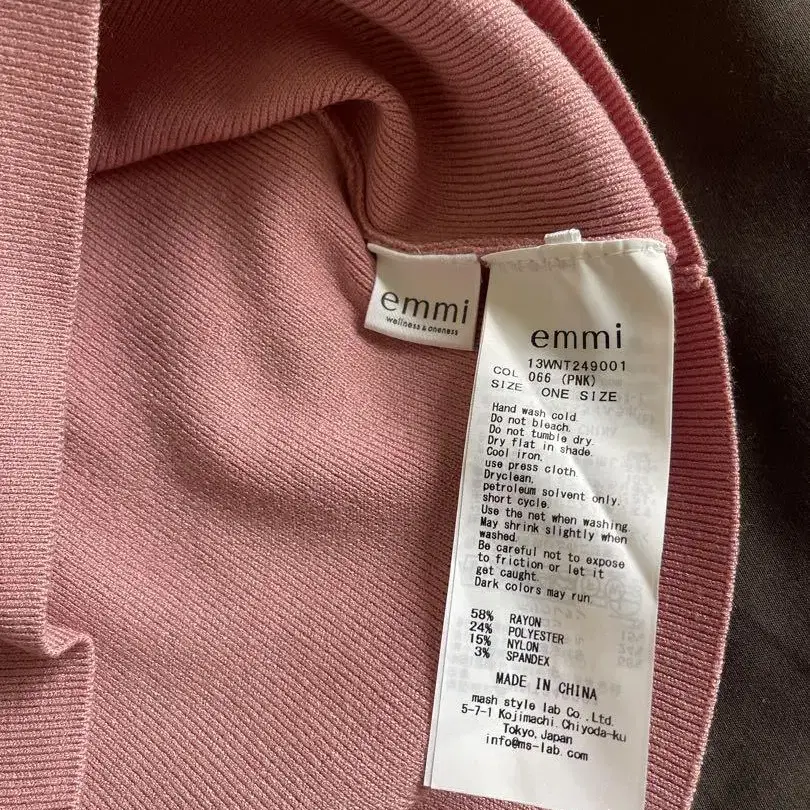 emmi
wellness & oneness
emmi
13WNT249001
COL 066 (PNK)
SIZE ONE SIZE
Hand wash cold.
Do not bleach.
Do not tumble dry.
Dry flat in shade.
Cool iron.
use press cloth.
Dryclean.
petroleum solvent only.
short cycle.
Use the net when washing.
May shrink slightly when
washed.
Be careful not to expose
to friction or let it
get caught.
Dark colors may run.
58% RAYON
24% POLYESTER
15% NYLON
3% SPANDEX
MADE IN CHINA
mash style lab Co.,Ltd.
5-7-1 Kojimachi,Chiyoda-ku
Tokyo,Japan
info@ms-lab.com